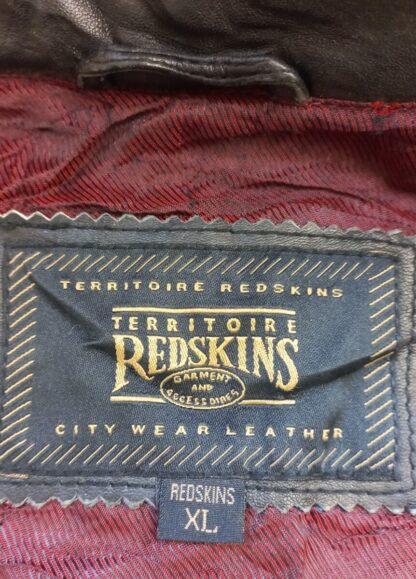 TERRITOIRE REDSKINS
TERRITOIRE
REDSKINS
GARMENT
AND
ACCESSOIRES
CITY WEAR LEATHER
REDSKINS
XL